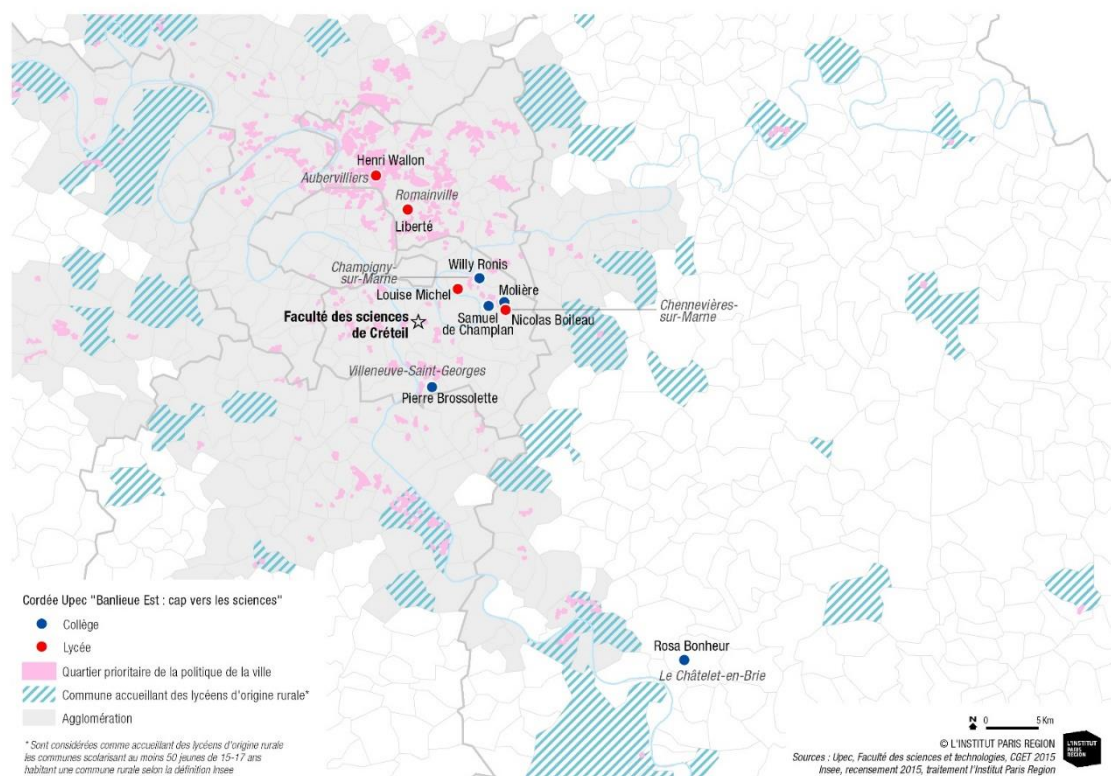 Henri Wallon
Aubervilliers
Romainville
Liberté
Champigny-
sur-Marne
Willy Ronis
Louise Michel
Molière
Samuel
de Champlan
Nicolas Boileau
Chennevières-
sur-Marne
Faculté des sciences
de Créteil
Villeneuve-Saint-Georges
Pierre Brossolette
Rosa Bonheur
Le Châtelet-en-Brie
Cordée Upec "Banlieue Est : cap vers les sciences"
Collège
Lycée
Quartier prioritaire de la politique de la ville
Commune accueillant des lycéens d'origine rurale*
Agglomération
* Sont considérées comme accueillant des lycéens d'origine rurale
les communes scolarisant au moins 50 jeunes de 15-17 ans
habitant une commune rurale selon la définition Insee
N 0 5 Km
© L'INSTITUT PARIS REGION
Sources : Upec, Faculté des sciences et technologies, CGET 2015
Insee, recensement 2015, traitement l'Institut Paris Region
L'INSTITUT
PARIS
REGION